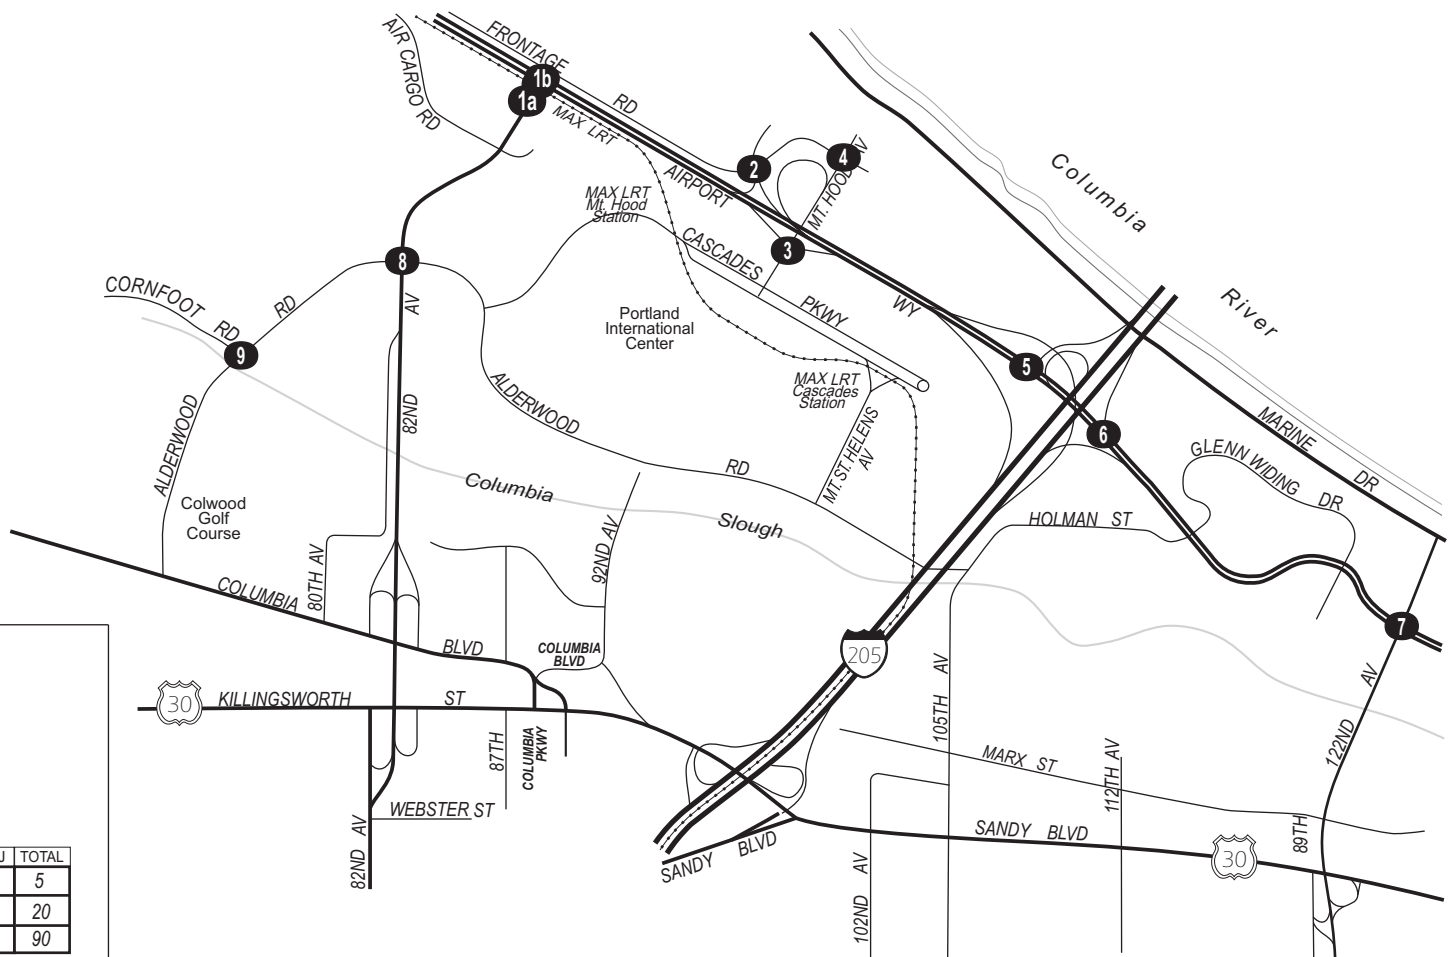 FRONTAGE
RD
AIR CARGO RD
1b
1a
MAX LRT
2
4
MT. HOOD AV
AIRPORT
WY
MAX LRT
Mt. Hood
Station
3
CASCADES
PKWY
Columbia
River
8
CORNFOOT
RD
RD
9
AV
82ND
Portland
International
Center
5
MAX LRT
Cascades
Station
6
MARINE
DR
ALDERWOOD
ALDERWOOD
RD
MT. ST. HELENS
AV
GLENN WIDING
DR
Colwood
Golf
Course
Columbia
Slough
HOLMAN ST
92ND AV
80TH AV
COLUMBIA
BLVD
COLUMBIA
BLVD
7
205
30
KILLINGSWORTH
ST
105TH AV
AV
122ND
87TH
COLUMBIA
PKWY
MARX ST
112TH AV
WEBSTER ST
82ND AV
SANDY BLVD
SANDY BLVD
89TH
30
102ND AV
TOTAL
5
20
90